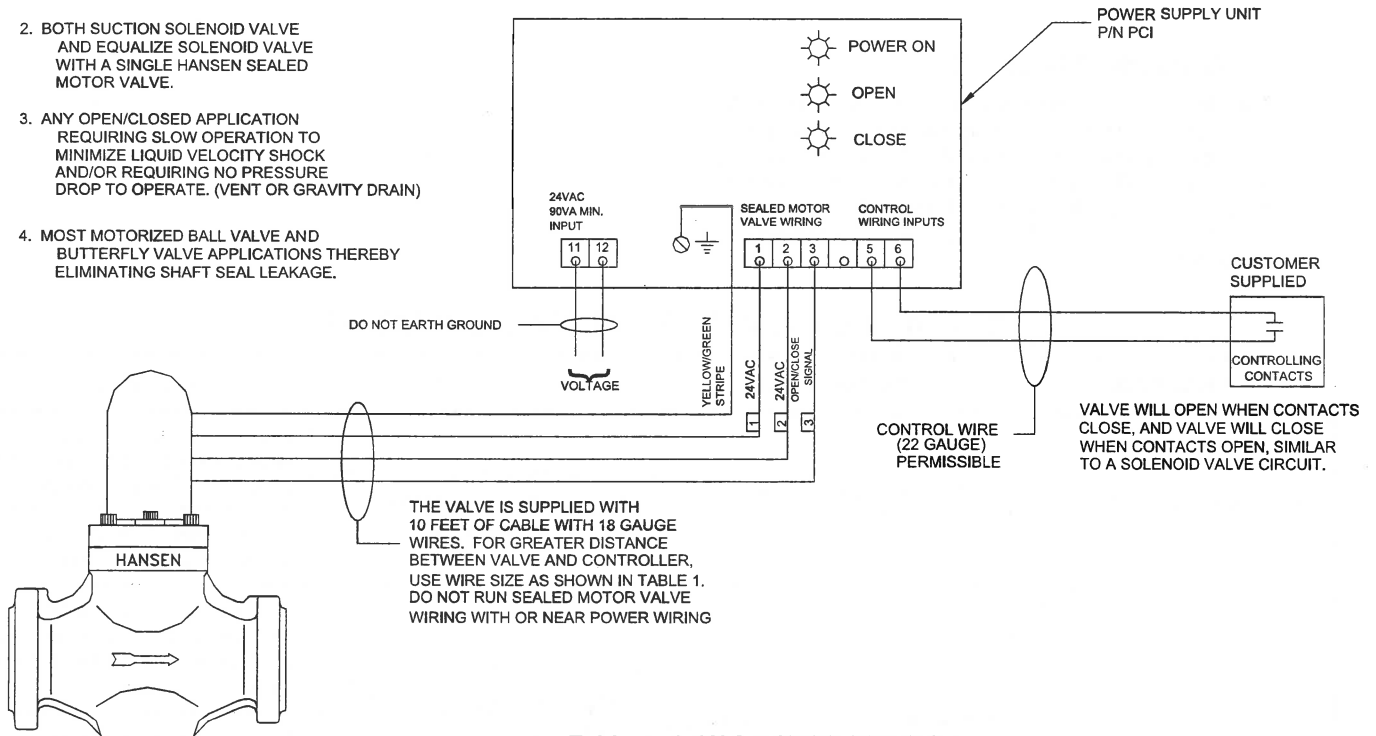 2. BOTH SUCTION SOLENOID VALVE
AND EQUALIZE SOLENOID VALVE
WITH A SINGLE HANSEN SEALED
MOTOR VALVE.
3. ANY OPEN/CLOSED APPLICATION
REQUIRING SLOW OPERATION TO
MINIMIZE LIQUID VELOCITY SHOCK
AND/OR REQUIRING NO PRESSURE
DROP TO OPERATE. (VENT OR GRAVITY DRAIN)
4. MOST MOTORIZED BALL VALVE AND
BUTTERFLY VALVE APPLICATIONS THEREBY
ELIMINATING SHAFT SEAL LEAKAGE.
POWER SUPPLY UNIT
P/N PCI
POWER ON
OPEN
CLOSE
24VAC
90VA MIN.
INPUT
11 12
SEALED MOTOR
VALVE WIRING
CONTROL
WIRING INPUTS
1 2 3 5 6
DO NOT EARTH GROUND
VOLTAGE
YELLOW/GREEN
STRIPE
24VAC
24VAC
OPEN/CLOSE
SIGNAL
1 2 3
CUSTOMER
SUPPLIED
CONTROLLING
CONTACTS
CONTROL WIRE
(22 GAUGE)
PERMISSIBLE
VALVE WILL OPEN WHEN CONTACTS
CLOSE, AND VALVE WILL CLOSE
WHEN CONTACTS OPEN, SIMILAR
TO A SOLENOID VALVE CIRCUIT.
THE VALVE IS SUPPLIED WITH
10 FEET OF CABLE WITH 18 GAUGE
WIRES. FOR GREATER DISTANCE
BETWEEN VALVE AND CONTROLLER,
USE WIRE SIZE AS SHOWN IN TABLE 1.
DO NOT RUN SEALED MOTOR VALVE
WIRING WITH OR NEAR POWER WIRING
HANSEN